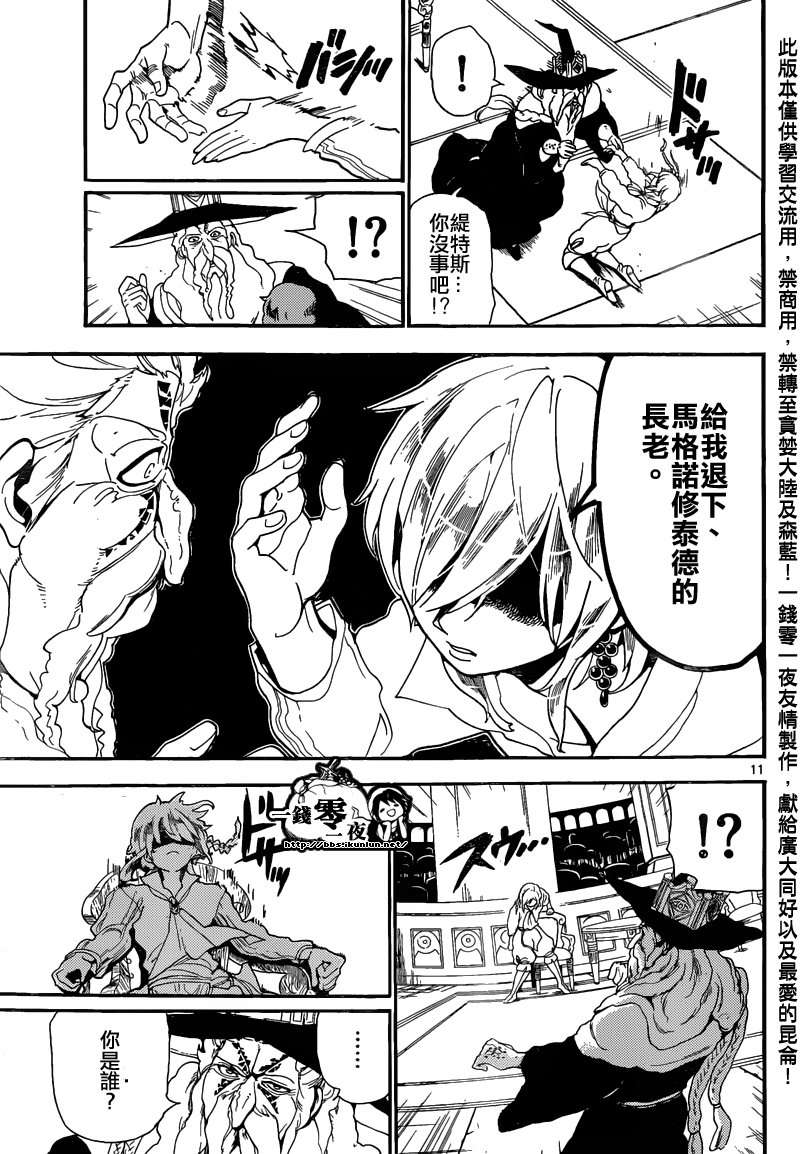 !
ドォオ
緹特斯…
你沒事吧!?
バシィッ
!?
給我退下、
馬格諾修泰德的
長老。
11
!?
スゥ…
ドサッ
一錢零一夜
http://bbs.ikunlun.net/
……
你是誰?
此版本僅供學習交流用，禁商用，禁轉至貪婪大陸及森藍！一錢零一夜友情製作，獻給廣大同好以及最愛的昆侖！